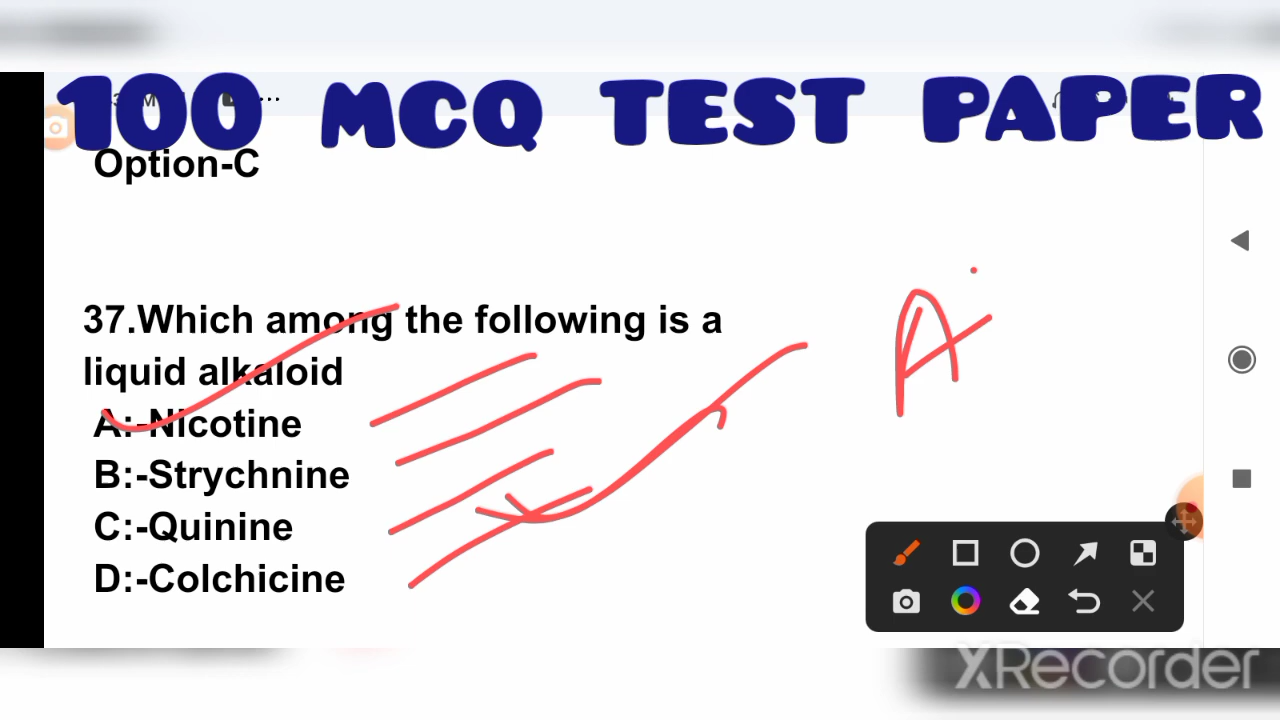 100 MCQ TEST PAPER
Option-C
37.Which among the following is a
liquid alkaloid
A:-Nicotine
B:-Strychnine
C:-Quinine
D:-Colchicine
A
XRecorder